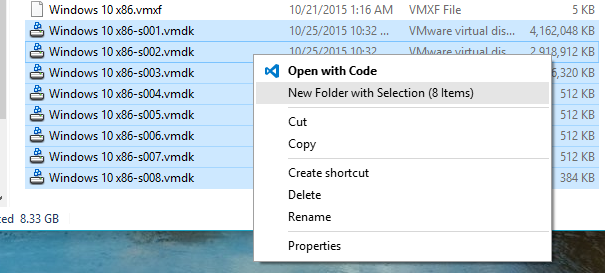 Windows 10 x86.vmxf 10/21/2015 1:16 AM VMXF File 5 KB
Windows 10 x86-s001.vmdk 10/25/2015 10:32 ... VMware virtual dis... 4,162,048 KB
Windows 10 x86-s002.vmdk 10/25/2015 10:32 VMware virtual dis... 2,918,912 KB
Windows 10 x86-s003.vmdk 6,320 KB
Windows 10 x86-s004.vmdk 512 KB
Windows 10 x86-s005.vmdk 512 KB
Windows 10 x86-s006.vmdk 512 KB
Windows 10 x86-s007.vmdk 512 KB
Windows 10 x86-s008.vmdk 384 KB
8.33 GB
Open with Code
New Folder with Selection (8 Items)
Cut
Copy
Create shortcut
Delete
Rename
Properties